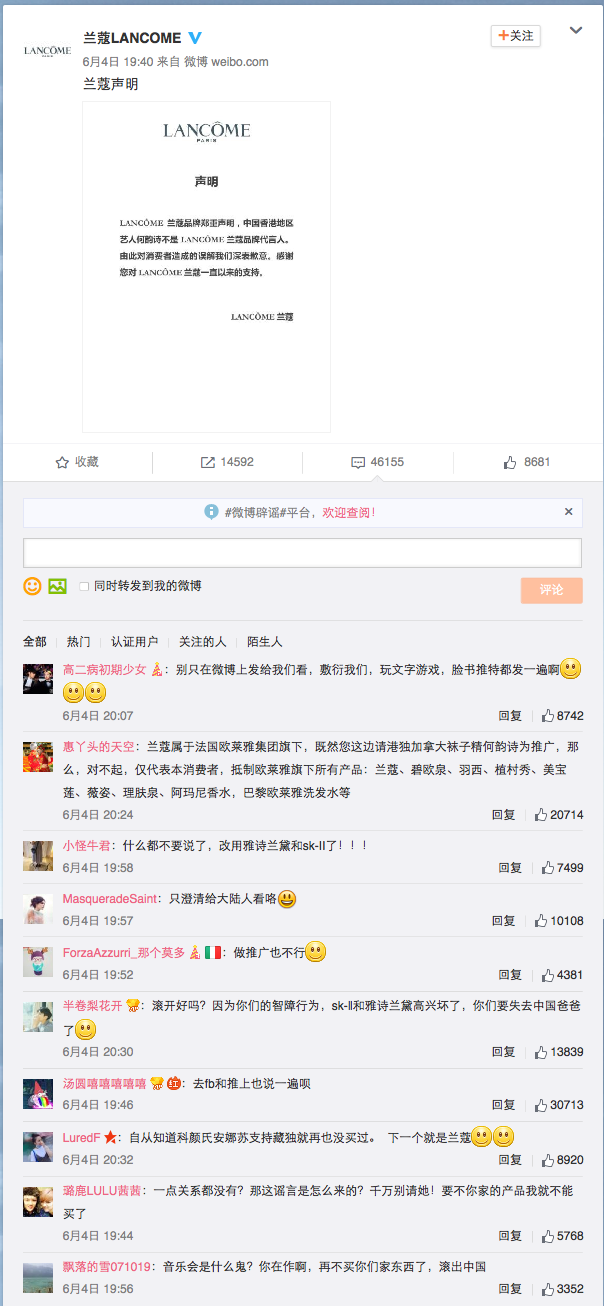 兰蔻LANCOME
+关注
LANCÔME
PARIS
6月4日 19:40 来自 微博 weibo.com
兰蔻声明
LANCÔME
PARIS
声明
LANCÔME 兰蔻品牌郑重声明，中国香港地区
艺人何韵诗不是 LANCÔME 兰蔻品牌代言人。
由此对消费者造成的误解我们深表歉意。感谢
您对 LANCÔME 兰蔻一直以来的支持。
LANCÔME 兰蔻
收藏
14592
46155
8681
#微博辟谣#平台，欢迎查阅！
同时转发到我的微博
评论
全部 热门 认证用户 关注的人 陌生人
高二病初期少女：别只在微博上发给我们看，敷衍我们，玩文字游戏，脸书推特都发一遍啊
6月4日 20:07 回复 8742
惠丫头的天空：兰蔻属于法国欧莱雅集团旗下，既然您这边请港独加拿大袜子精何韵诗为推广，那
么，对不起，仅代表本消费者，抵制欧莱雅旗下所有产品：兰蔻、碧欧泉、羽西、植村秀、美宝
莲、薇姿、理肤泉、阿玛尼香水，巴黎欧莱雅洗发水等
6月4日 20:24 回复 20714
小怪牛君：什么都不要说了，改用雅诗兰黛和sk-II了！！！
6月4日 19:58 回复 7499
MasqueradeSaint：只澄清给大陆人看咯
6月4日 19:57 回复 10108
ForzaAzzurri_那个莫多：做推广也不行
6月4日 19:52 回复 4381
半卷梨花开：滚开好吗？因为你们的智障行为，sk-II和雅诗兰黛高兴坏了，你们要失去中国爸爸
了
6月4日 20:30 回复 13839
汤圆嘻嘻嘻嘻嘻 红：去fb和推上也说一遍呗
6月4日 19:46 回复 30713
LuredF：自从知道科颜氏安娜苏支持藏独就再也没买过。 下一个就是兰蔻
6月4日 20:32 回复 8920
璐鹿LULU茜茜：一点关系都没有？那这谣言是怎么来的？千万别请她！要不你家的产品我就不能
买了
6月4日 19:44 回复 5768
飘落的雪071019：音乐会是什么鬼？你在作啊，再不买你们家东西了，滚出中国
6月4日 19:56 回复 3352